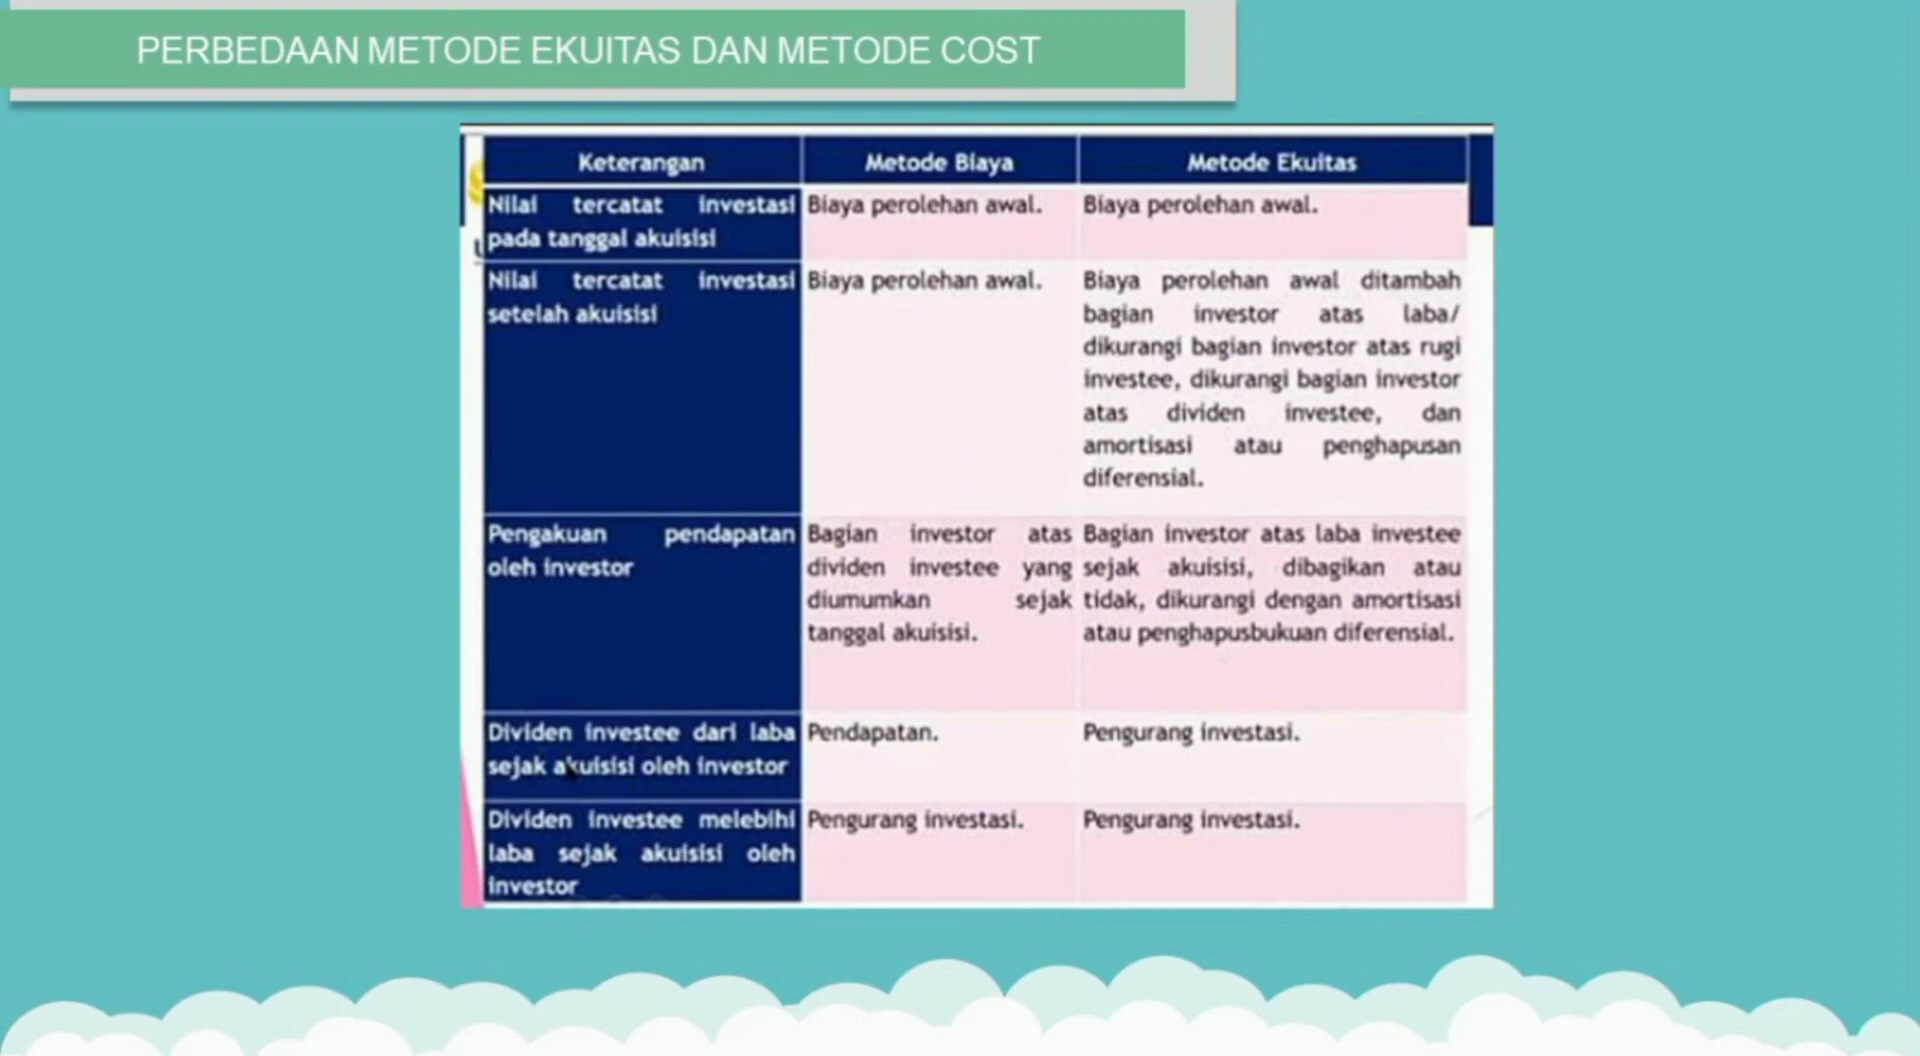 PERBEDAAN METODE EKUITAS DAN METODE COST
Keterangan
Metode Biaya
Metode Ekuitas
Nilai tercatat investasi
pada tanggal akuisisi
Biaya perolehan awal.
Biaya perolehan awal.
Nilai tercatat investasi
setelah akuisisi
Biaya perolehan awal.
Biaya perolehan awal ditambah
bagian investor atas laba/
dikurangi bagian investor atas rugi
investee, dikurangi bagian investor
atas dividen investee, dan
amortisasi atau penghapusan
diferensial.
Pengakuan pendapatan
oleh investor
Bagian investor atas
dividen investee yang
diumumkan sejak
tanggal akuisisi.
Bagian investor atas laba investee
sejak akuisisi, dibagikan atau
tidak, dikurangi dengan amortisasi
atau penghapusbukuan diferensial.
Dividen investee dari laba
sejak akuisisi oleh investor
Pendapatan.
Pengurang investasi.
Dividen investee melebihi
laba sejak akuisisi oleh
investor
Pengurang investasi.
Pengurang investasi.